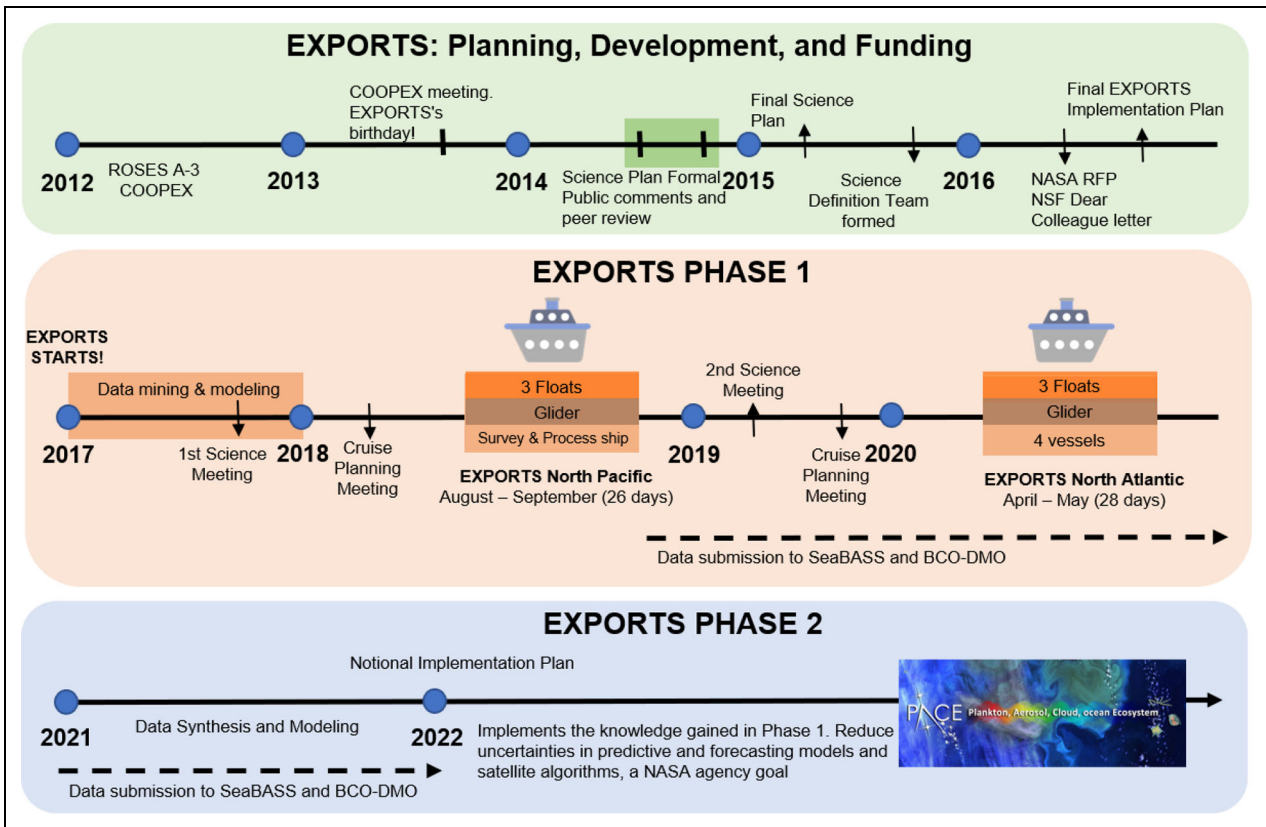 EXPORTS: Planning, Development, and Funding
COOPEX meeting.
EXPORTS's
birthday!
Final Science
Plan
Final EXPORTS
Implementation Plan
2012
ROSES A-3
COOPEX
2013
2014
Science Plan Formal
Public comments and
peer review
2015
Science
Definition Team
formed
2016
NASA RFP
NSF Dear
Colleague letter
EXPORTS PHASE 1
EXPORTS
STARTS!
Data mining & modeling
3 Floats
Glider
Survey & Process ship
2nd Science
Meeting
3 Floats
Glider
4 vessels
2017
1st Science
Meeting
2018
Cruise
Planning
Meeting
EXPORTS North Pacific
August – September (26 days)
2019
Cruise
Planning
Meeting
2020
EXPORTS North Atlantic
April – May (28 days)
Data submission to SeaBASS and BCO-DMO
EXPORTS PHASE 2
Notional Implementation Plan
2021
Data Synthesis and Modeling
2022
Implements the knowledge gained in Phase 1. Reduce
uncertainties in predictive and forecasting models and
satellite algorithms, a NASA agency goal
Data submission to SeaBASS and BCO-DMO
PACE Plankton, Aerosol, Cloud, ocean Ecosystem